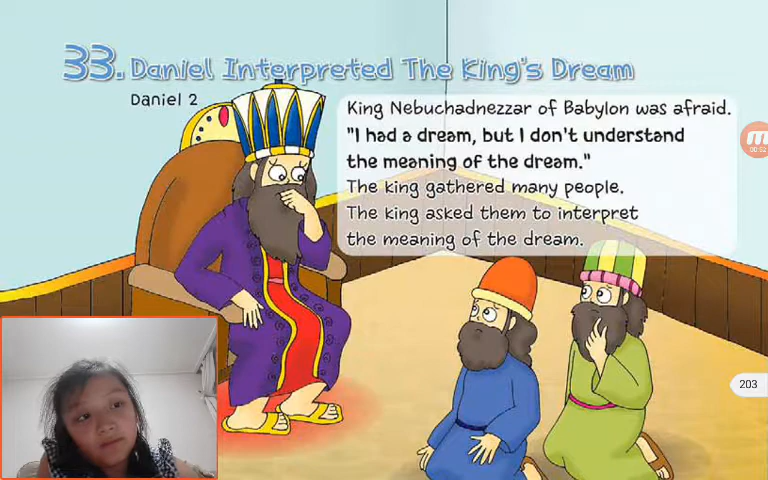 33. Daniel Interpreted The King's Dream
Daniel 2
King Nebuchadnezzar of Babylon was afraid.
"I had a dream, but I don't understand
the meaning of the dream."
The king gathered many people.
The king asked them to interpret
the meaning of the dream.
00:52
203